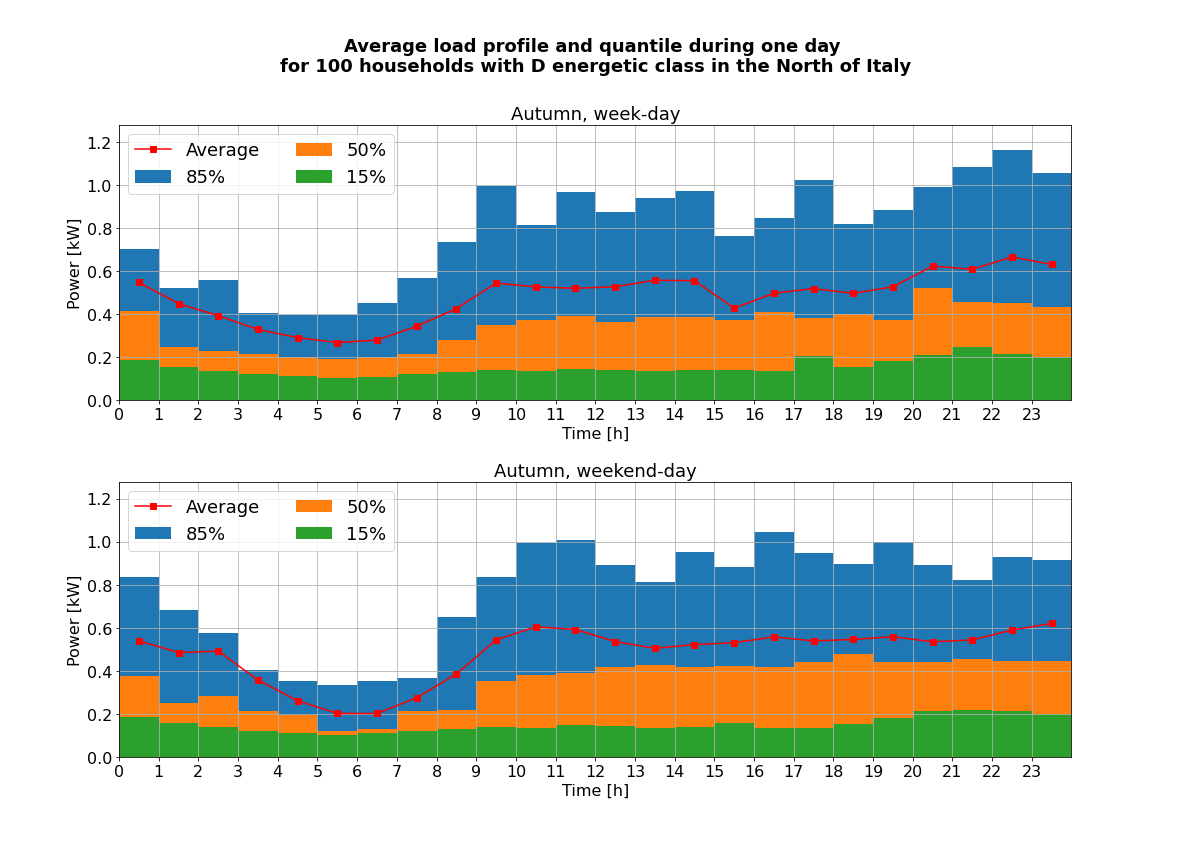 Average load profile and quantile during one day
for 100 households with D energetic class in the North of Italy
Autumn, week-day
1.2
1.0
0.8
0.6
0.4
0.2
0.0
Power [kW]
Average
85%
50%
15%
0 1 2 3 4 5 6 7 8 9 10 11 12 13 14 15 16 17 18 19 20 21 22 23
Time [h]
Autumn, weekend-day
1.2
1.0
0.8
0.6
0.4
0.2
0.0
Power [kW]
Average
85%
50%
15%
0 1 2 3 4 5 6 7 8 9 10 11 12 13 14 15 16 17 18 19 20 21 22 23
Time [h]